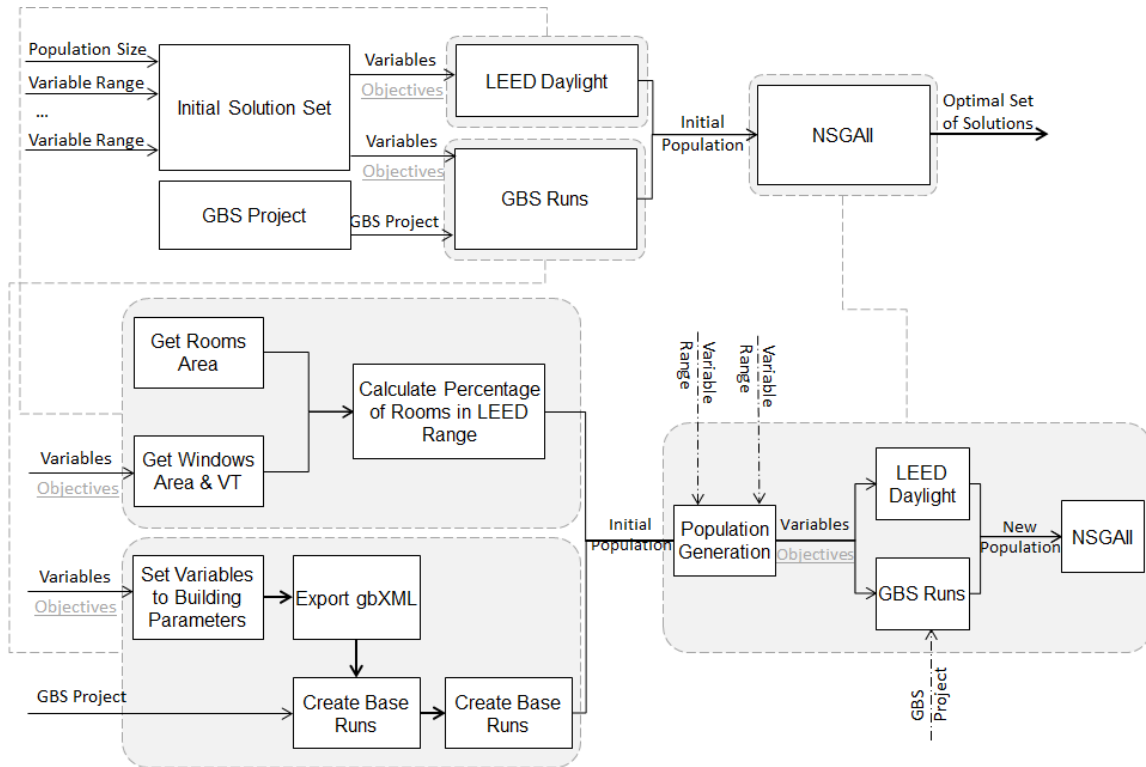 Population Size
Variable Range
...
Variable Range
Initial Solution Set
Variables
Objectives
LEED Daylight
Variables
Objectives
GBS Project
GBS Project
GBS Runs
Initial
Population
NSGAII
Optimal Set
of Solutions
Get Rooms
Area
Variables
Objectives
Get Windows
Area & VT
Calculate Percentage
of Rooms in LEED
Range
Variables
Objectives
Set Variables
to Building
Parameters
Export gbXML
GBS Project
Create Base
Runs
Create Base
Runs
Initial
Population
Variable
Range
Variable
Range
Population
Generation
Variables
Objectives
LEED
Daylight
GBS Runs
GBS
Project
New
Population
NSGAII